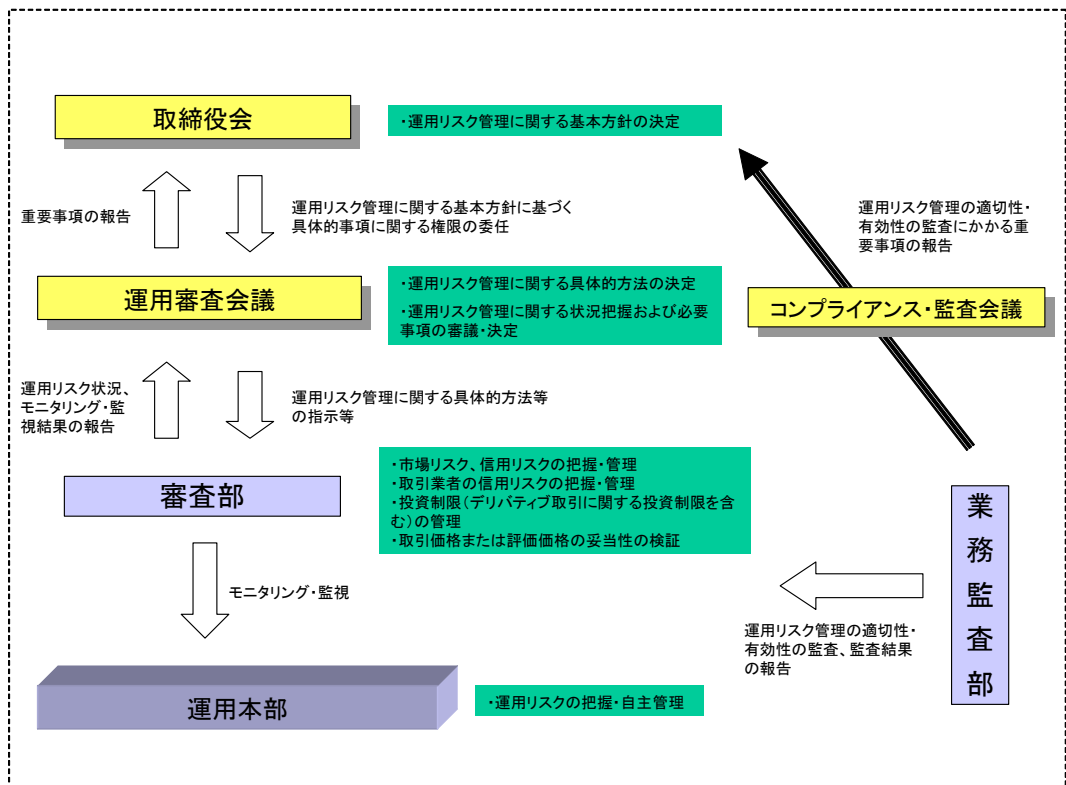 取締役会
・運用リスク管理に関する基本方針の決定
重要事項の報告
運用リスク管理に関する基本方針に基づく
具体的事項に関する権限の委任
運用リスク管理の適切性・
有効性の監査にかかる重
要事項の報告
運用審査会議
・運用リスク管理に関する具体的方法の決定
・運用リスク管理に関する状況把握および必要
事項の審議・決定
コンプライアンス・監査会議
運用リスク状況、
モニタリング・監
視結果の報告
運用リスク管理に関する具体的方法等
の指示等
審査部
・市場リスク、信用リスクの把握・管理
・取引業者の信用リスクの把握・管理
・投資制限(デリバティブ取引に関する投資制限を含
む)の管理
・取引価格または評価価格の妥当性の検証
業務監査部
モニタリング・監視
運用リスク管理の適切性・
有効性の監査、監査結果
の報告
運用本部
・運用リスクの把握・自主管理